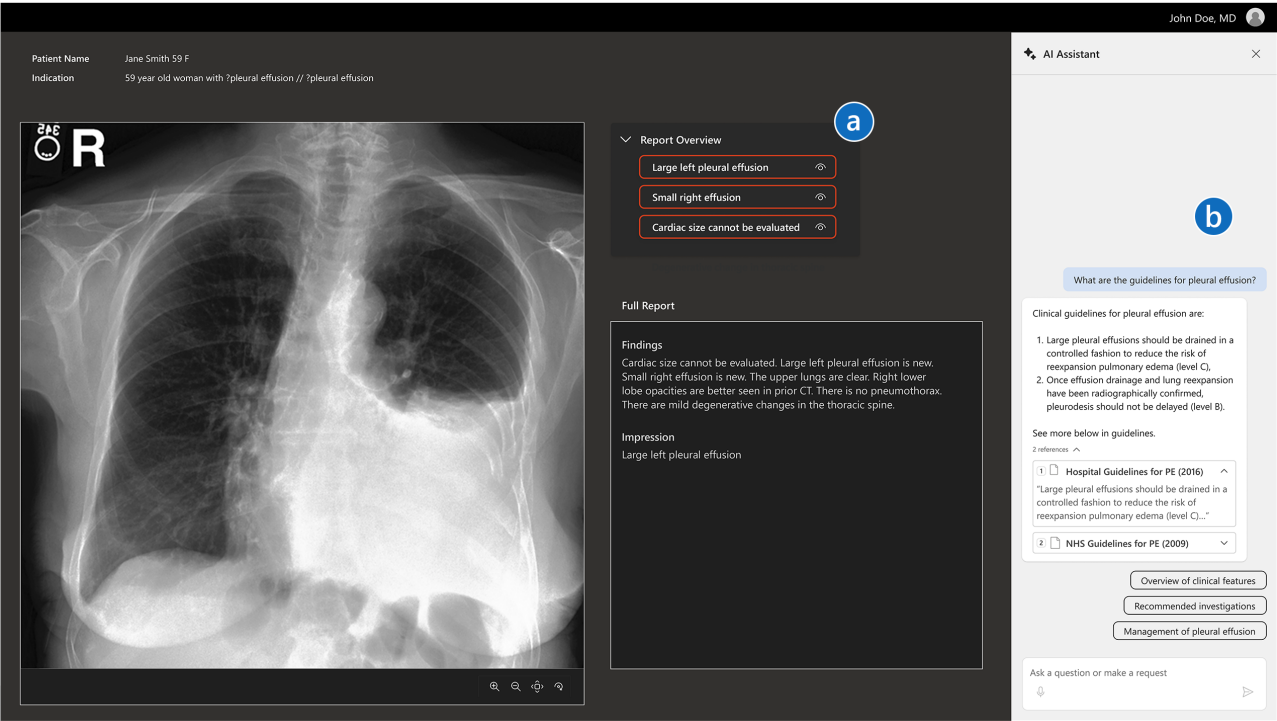 John Doe, MD
Patient Name Jane Smith 59 F
Indication 59 year old woman with ?pleural effusion // ?pleural effusion
345
R
a
Report Overview
Large left pleural effusion
Small right effusion
Cardiac size cannot be evaluated
Full Report
Findings
Cardiac size cannot be evaluated. Large left pleural effusion is new.
Small right effusion is new. The upper lungs are clear. Right lower
lobe opacities are better seen in prior CT. There is no pneumothorax.
There are mild degenerative changes in the thoracic spine.
Impression
Large left pleural effusion
AI Assistant
b
What are the guidelines for pleural effusion?
Clinical guidelines for pleural effusion are:
1. Large pleural effusions should be drained in a
controlled fashion to reduce the risk of
reexpansion pulmonary edema (level C),
2. Once effusion drainage and lung reexpansion
have been radiographically confirmed,
pleurodesis should not be delayed (level B).
See more below in guidelines.
2 references
1 Hospital Guidelines for PE (2016)
"Large pleural effusions should be drained in a
controlled fashion to reduce the risk of
reexpansion pulmonary edema (level C)..."
2 NHS Guidelines for PE (2009)
Overview of clinical features
Recommended investigations
Management of pleural effusion
Ask a question or make a request